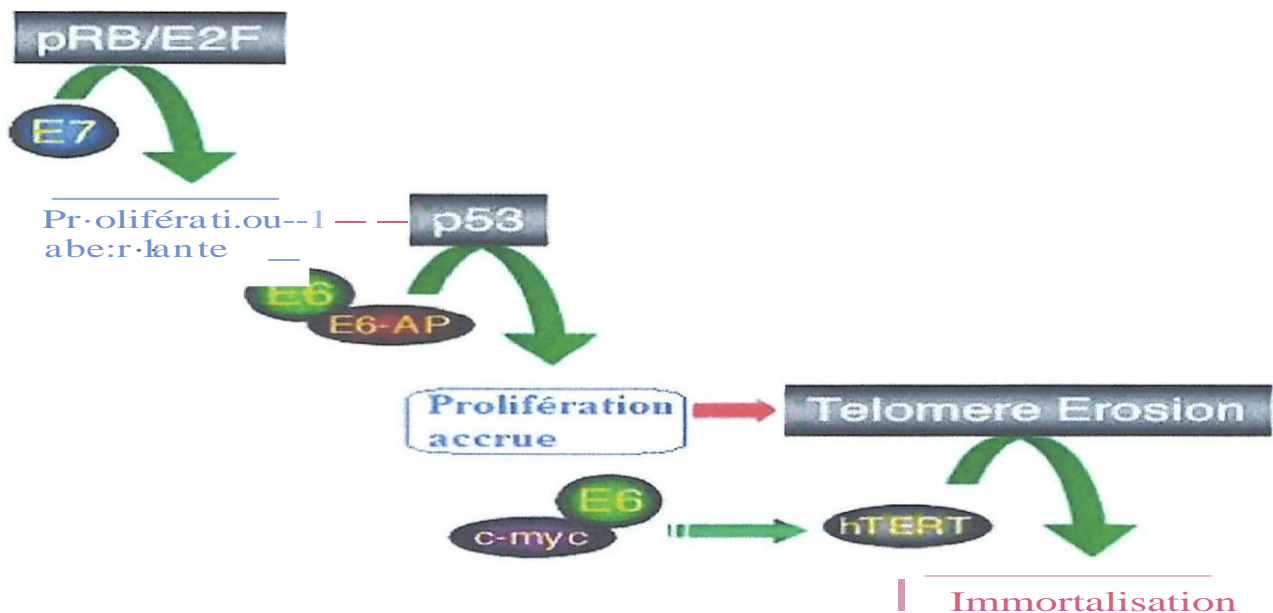 pRB/E2F
E7
Pr·oliférati.ou--1
abe:r·lante
p53
E6
E6-AP
Prolifération
accrue
Telomere Erosion
E6
c-myc
hTERT
Immortalisation